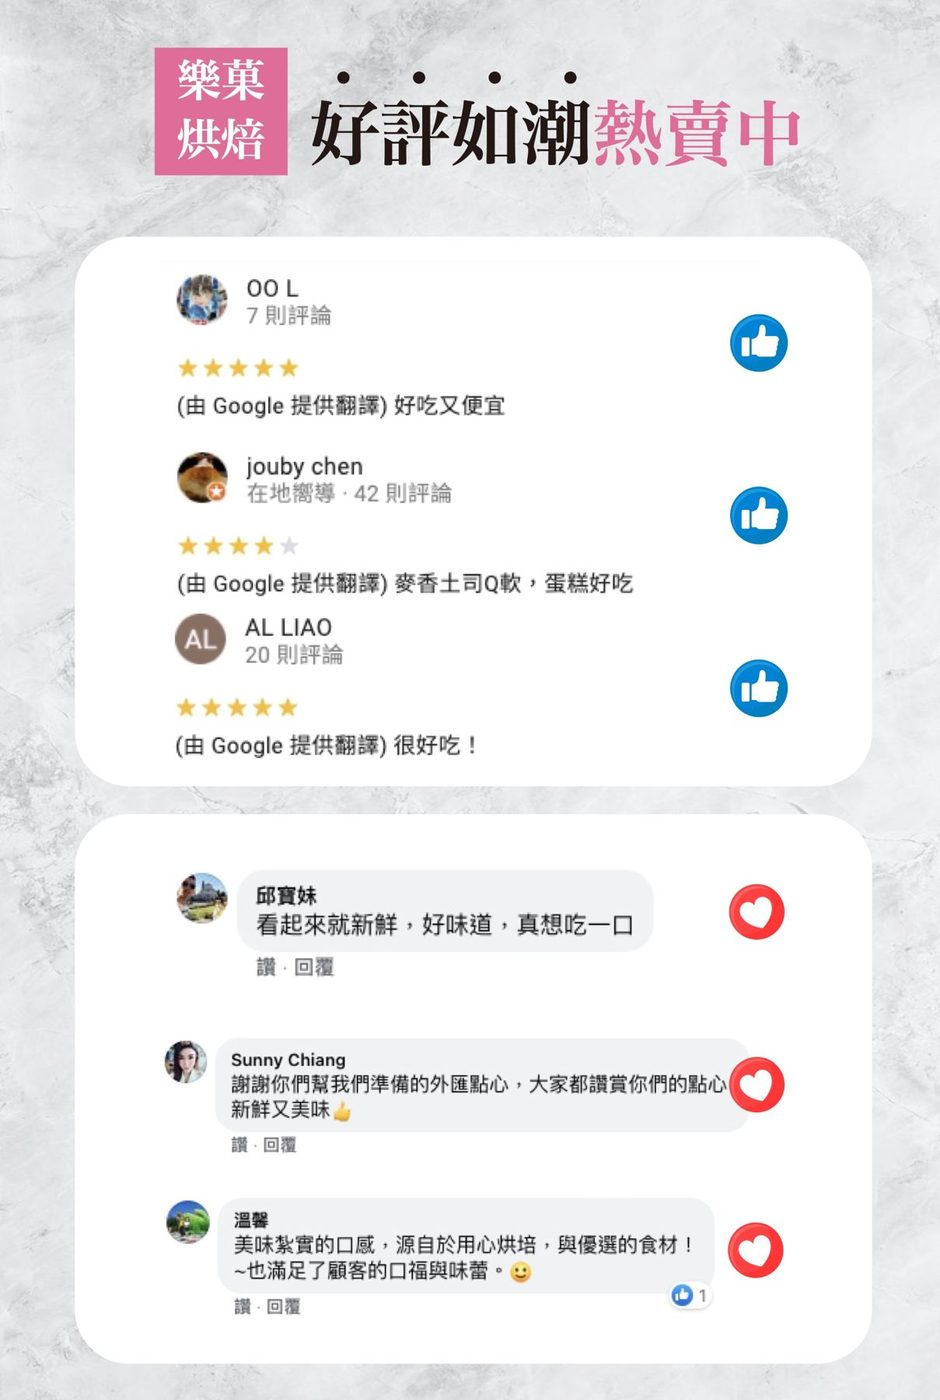 樂菓
烘焙
好評如潮熱賣中
OO L
7 則評論
(由 Google 提供翻譯) 好吃又便宜
jouby chen
在地嚮導 · 42 則評論
(由 Google 提供翻譯) 麥香土司Q軟，蛋糕好吃
AL
AL LIAO
20 則評論
(由 Google 提供翻譯) 很好吃！
邱寶妹
看起來就新鮮，好味道，真想吃一口
讚 · 回覆
Sunny Chiang
謝謝你們幫我們準備的外匯點心，大家都讚賞你們的點心
新鮮又美味👍
讚 · 回覆
溫馨
美味紮實的口感，源自於用心烘培，與優選的食材！
~也滿足了顧客的口福與味蕾。🙂
1
讚 · 回覆